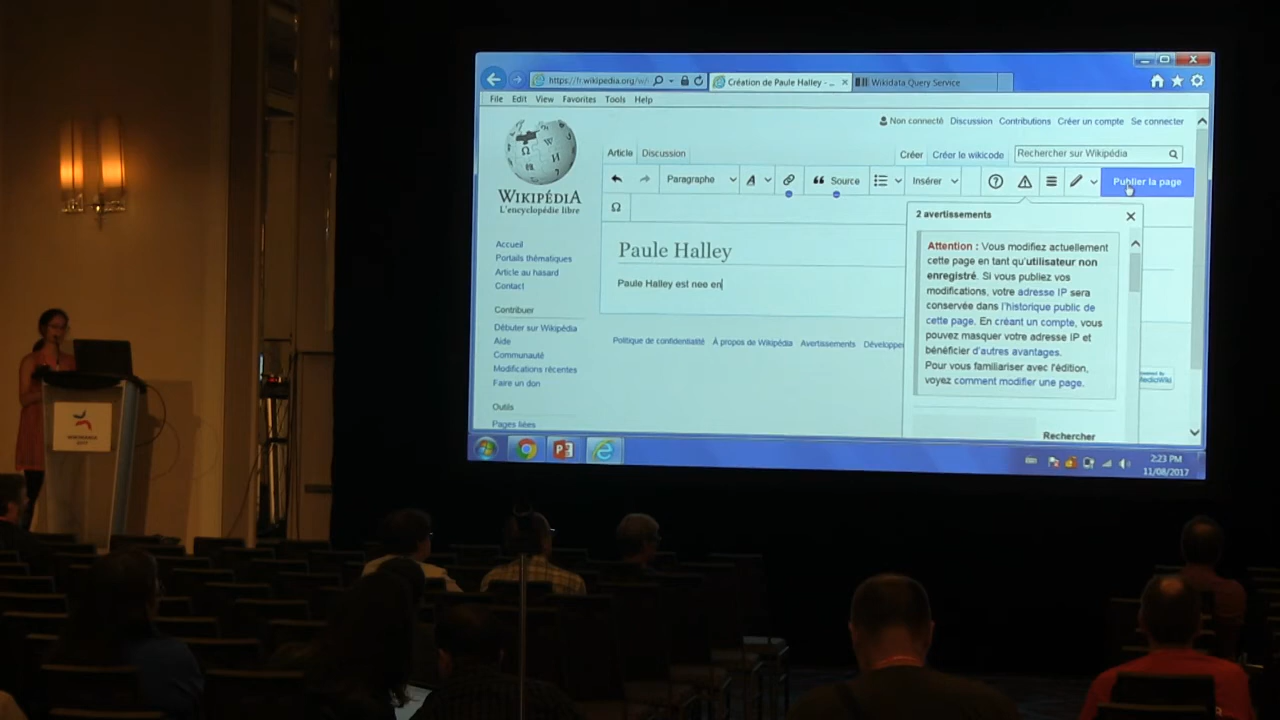 https://fr.wikipedia.org/w/
Création de Paule Halley - ...
Wikidata Query Service
File Edit View Favorites Tools Help
Non connecté Discussion Contributions Créer un compte Se connecter
Article Discussion
Créer Créer le wikicode
Rechercher sur Wikipédia
Paragraphe
A
Source
Insérer
Publier la page
Ω
WIKIPÉDIA
L'encyclopédie libre
Accueil
Portails thématiques
Article au hasard
Contact
Contribuer
Débuter sur Wikipédia
Aide
Communauté
Modifications récentes
Faire un don
Outils
Pages liées
Paule Halley
Paule Halley est nee en
Politique de confidentialité À propos de Wikipédia Avertissements Développeu
2 avertissements
Attention : Vous modifiez actuellement
cette page en tant qu'utilisateur non
enregistré. Si vous publiez vos
modifications, votre adresse IP sera
conservée dans l'historique public de
cette page. En créant un compte, vous
pouvez masquer votre adresse IP et
bénéficier d'autres avantages.
Pour vous familiariser avec l'édition,
voyez comment modifier une page.
Rechercher
MediaWiki
2:23 PM
11/08/2017
WIKIMANIA
2017